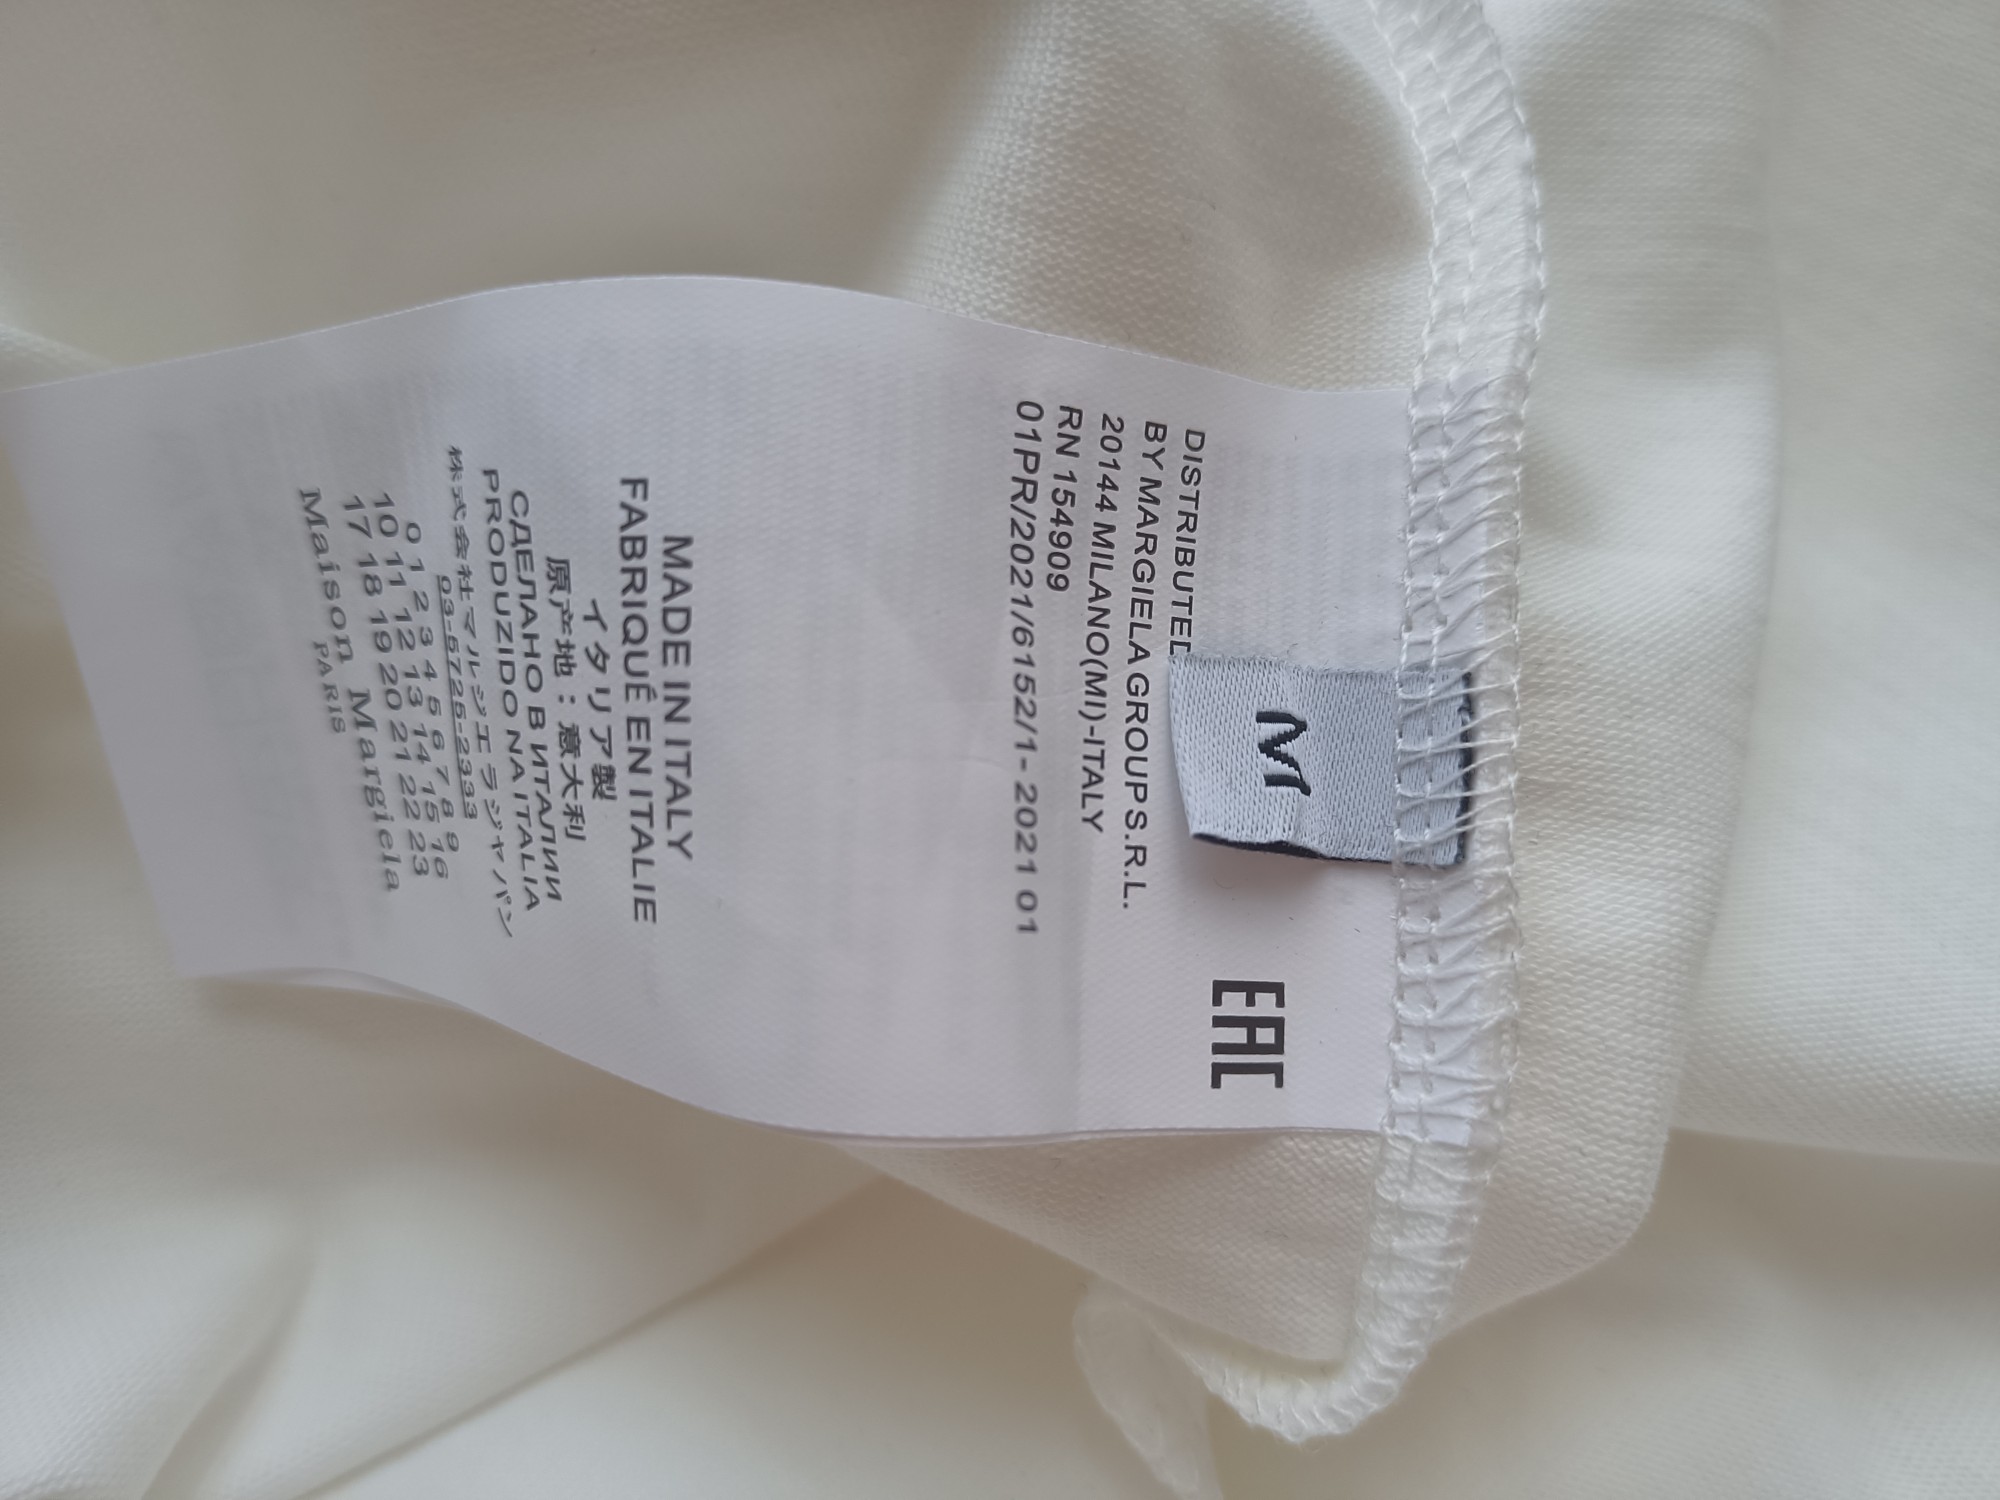 M
EAC
DISTRIBUTED
BY MARGIELA GROUP S.R.L.
20144 MILANO(MI)-ITALY
RN 154909
01PR/2021/6152/1- 2021 01
MADE IN ITALY
FABRIQUÉ EN ITALIE
イタリア製
原产地：意大利
СДЕЛАНО В ИТАЛИИ
PRODUZIDO NA ITALIA
株式会社マルジエラジャパン
03-5725-2333
0 1 2 3 4 5 6 7 8 9
10 11 12 13 14 15 16
17 18 19 20 21 22 23
Maison Margiela
PARIS